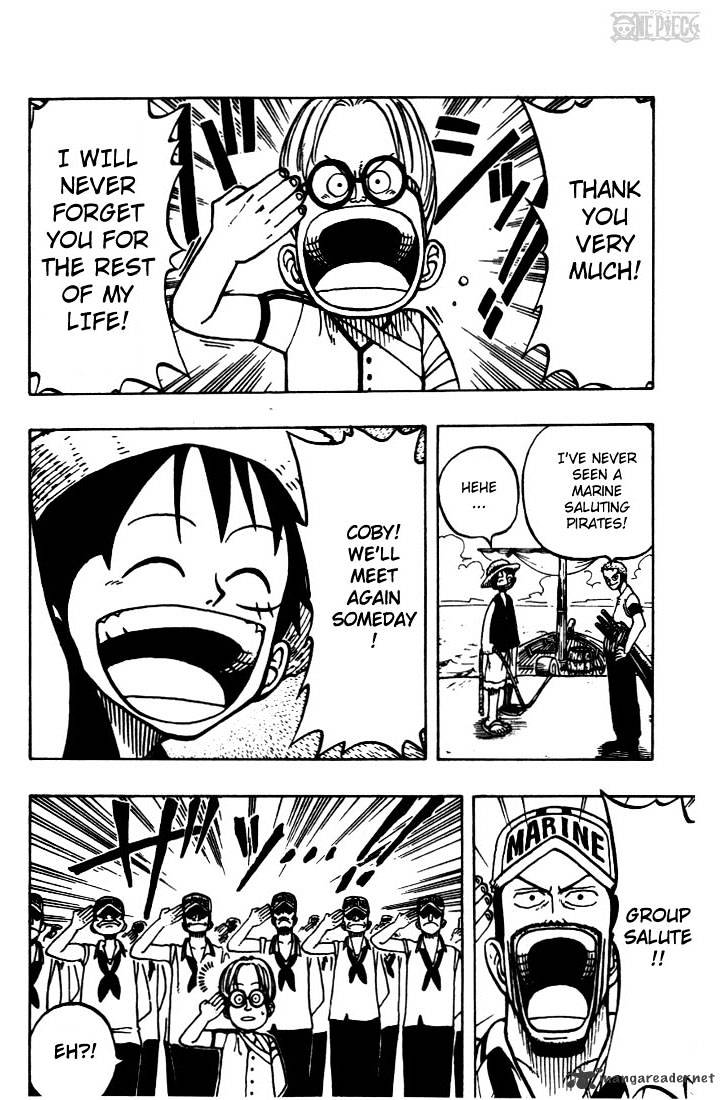 ONE PIECE
THANK
YOU
VERY
MUCH!
I WILL
NEVER
FORGET
YOU FOR
THE REST
OF MY
LIFE!
I'VE NEVER
SEEN A
MARINE
SALUTING
PIRATES!
HEHE
...
COBY!
WE'LL
MEET
AGAIN
SOMEDAY
!
MARINE
GROUP
SALUTE
!!
EH?!
mangareader.net